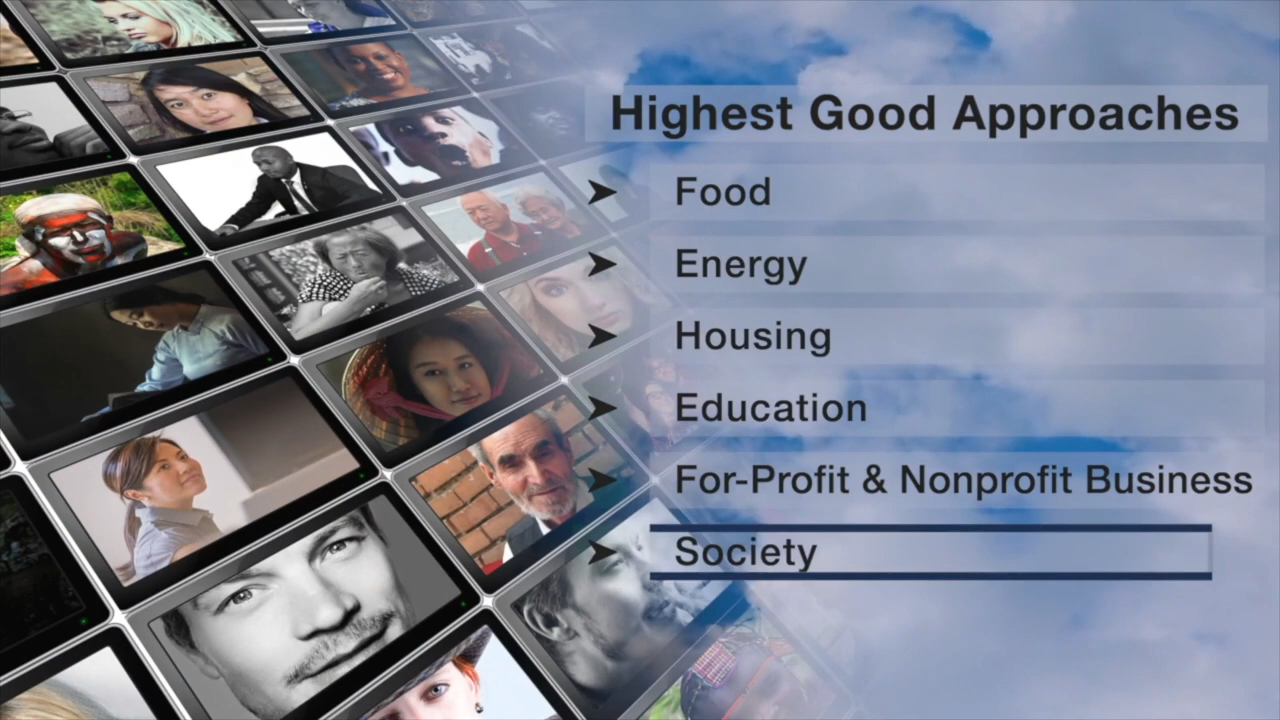 Highest Good Approaches
Food
Energy
Housing
Education
For-Profit & Nonprofit Business
Society